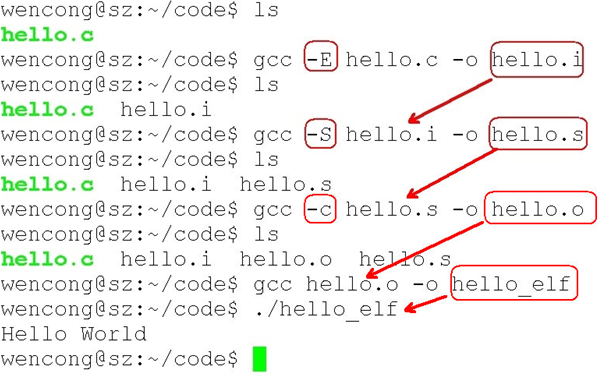 wencong@sz:~/code$ ls
hello.c
wencong@sz:~/code$ gcc -E hello.c -o hello.i
wencong@sz:~/code$ ls
hello.c  hello.i
wencong@sz:~/code$ gcc -S hello.i -o hello.s
wencong@sz:~/code$ ls
hello.c  hello.i  hello.s
wencong@sz:~/code$ gcc -c hello.s -o hello.o
wencong@sz:~/code$ ls
hello.c  hello.i  hello.o  hello.s
wencong@sz:~/code$ gcc hello.o -o hello_elf
wencong@sz:~/code$ ./hello_elf
Hello World
wencong@sz:~/code$